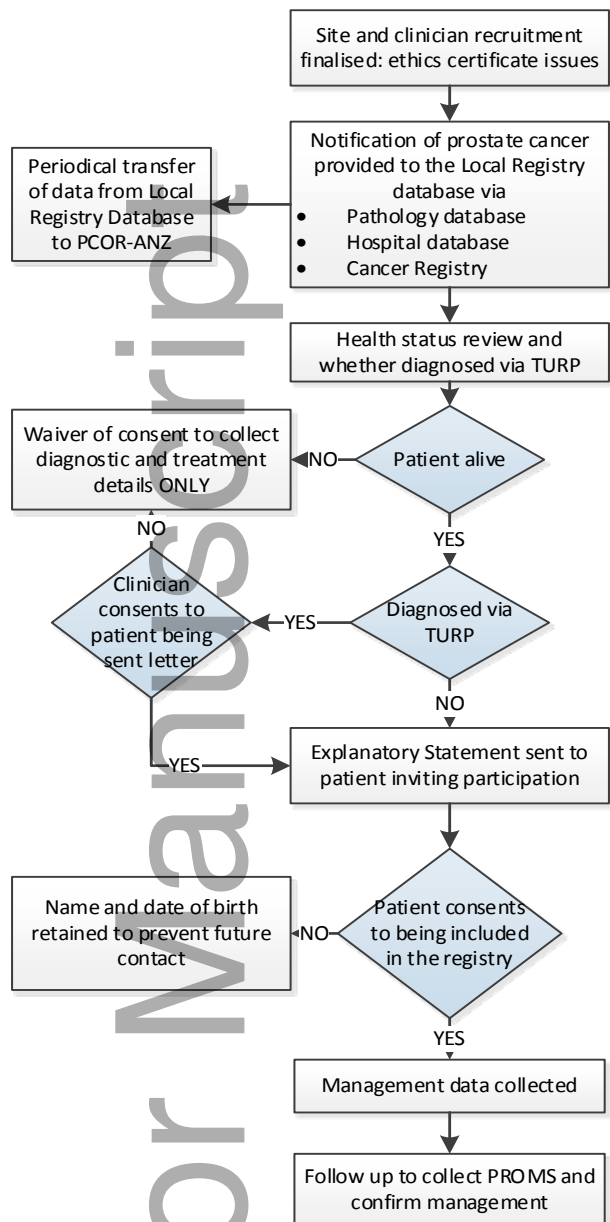 Site and clinician recruitment
finalised: ethics certificate issues
Notification of prostate cancer
provided to the Local Registry
database via
• Pathology database
• Hospital database
• Cancer Registry
Periodical transfer
of data from Local
Registry Database
to PCOR-ANZ
Health status review and
whether diagnosed via TURP
Patient alive
NO
Waiver of consent to collect
diagnostic and treatment
details ONLY
YES
Diagnosed via
TURP
YES
Clinician
consents to
patient being
sent letter
NO
YES
NO
Explanatory Statement sent to
patient inviting participation
Patient consents
to being included
in the registry
NO
Name and date of birth
retained to prevent future
contact
YES
Management data collected
Follow up to collect PROMS and
confirm management
or Manuscript